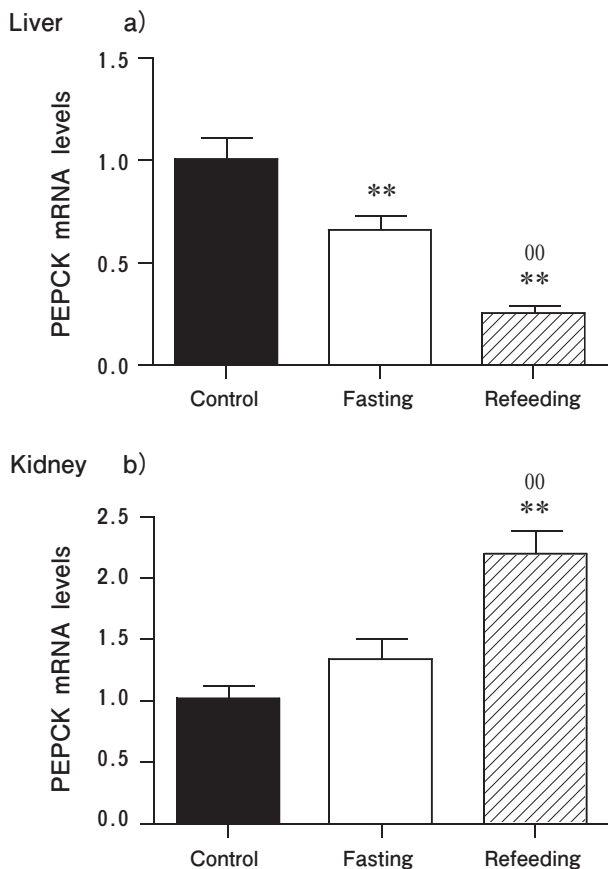 Liver a)
PEPCK mRNA levels
1.5
1.0
0.5
0.0
**
00
**
Control Fasting Refeeding
Kidney b)
PEPCK mRNA levels
2.5
2.0
1.5
1.0
0.5
0.0
00
**
Control Fasting Refeeding